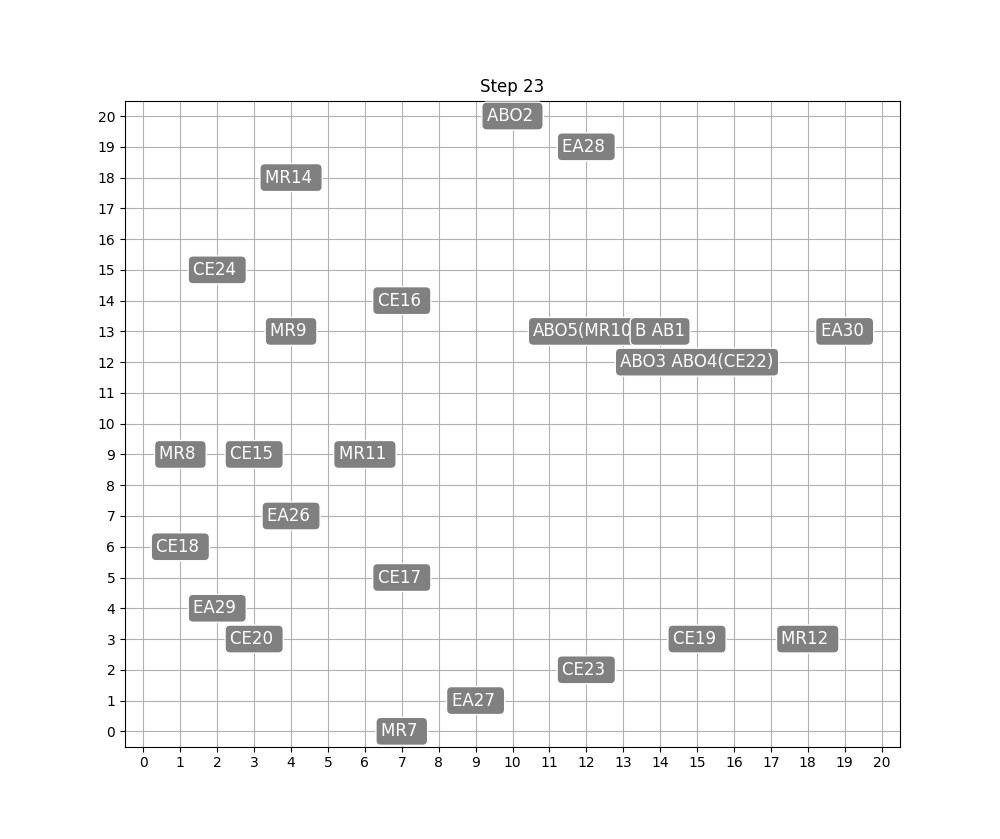 Step 23
20
ABO2
19
EA28
18
MR14
17
16
15
CE24
14
CE16
13
MR9
ABO5(MR10
B AB1
EA30
12
ABO3 ABO4(CE22)
11
10
9
MR8
CE15
MR11
8
7
EA26
6
CE18
5
CE17
4
EA29
3
CE20
CE19
MR12
2
CE23
1
EA27
0
MR7
0 1 2 3 4 5 6 7 8 9 10 11 12 13 14 15 16 17 18 19 20